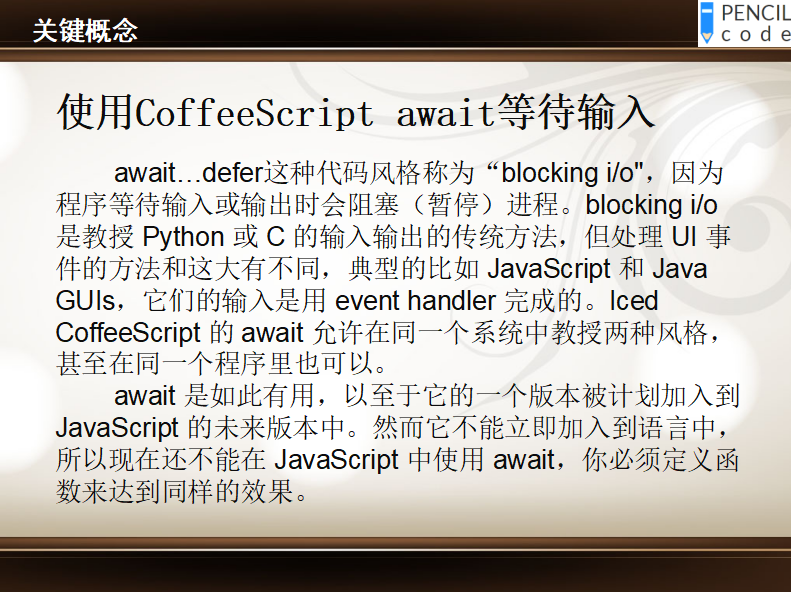 关键概念
PENCIL
code
使用CoffeeScript await等待输入
await…defer这种代码风格称为“blocking i/o"，因为
程序等待输入或输出时会阻塞（暂停）进程。blocking i/o
是教授 Python 或 C 的输入输出的传统方法，但处理 UI 事
件的方法和这大有不同，典型的比如 JavaScript 和 Java
GUIs，它们的输入是用 event handler 完成的。Iced
CoffeeScript 的 await 允许在同一个系统中教授两种风格，
甚至在同一个程序里也可以。
await 是如此有用，以至于它的一个版本被计划加入到
JavaScript 的未来版本中。然而它不能立即加入到语言中，
所以现在还不能在 JavaScript 中使用 await，你必须定义函
数来达到同样的效果。